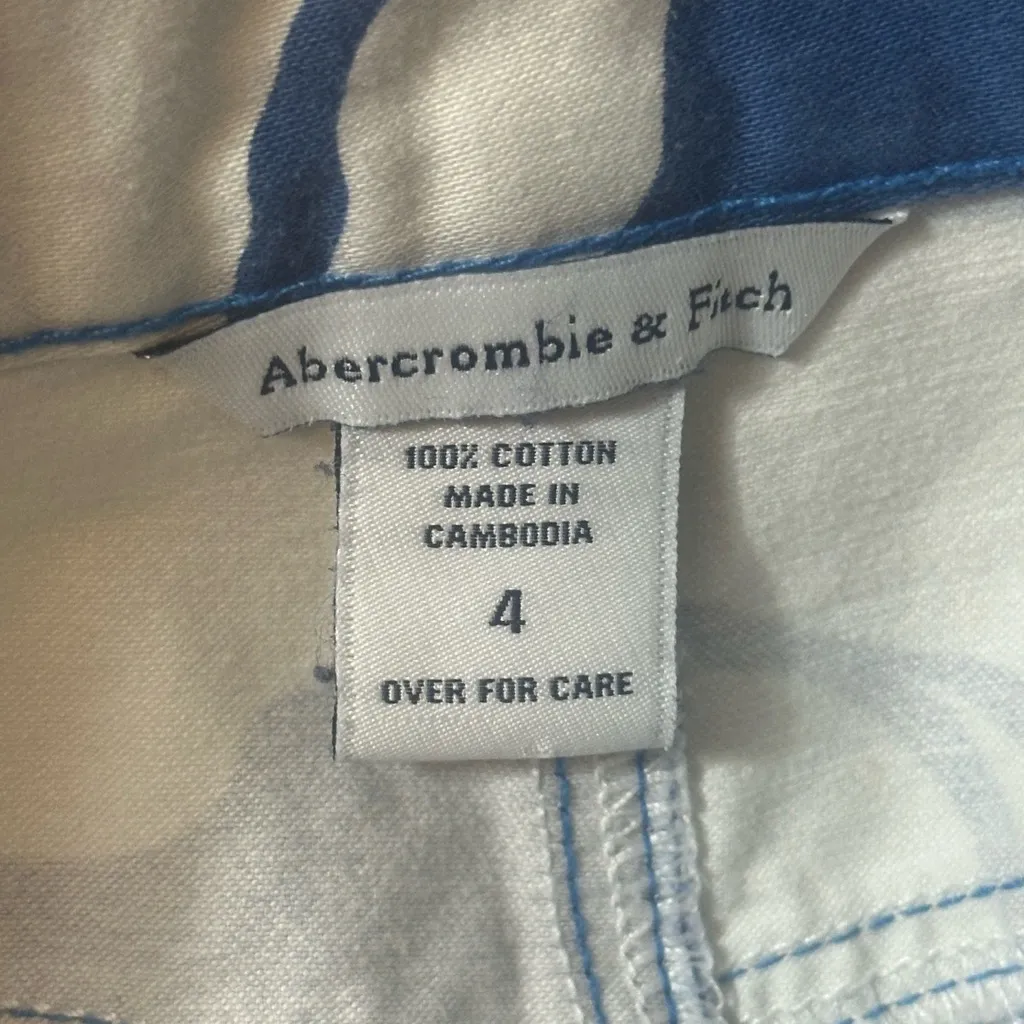 Abercrombie & Fitch
100% COTTON
MADE IN
CAMBODIA
4
OVER FOR CARE